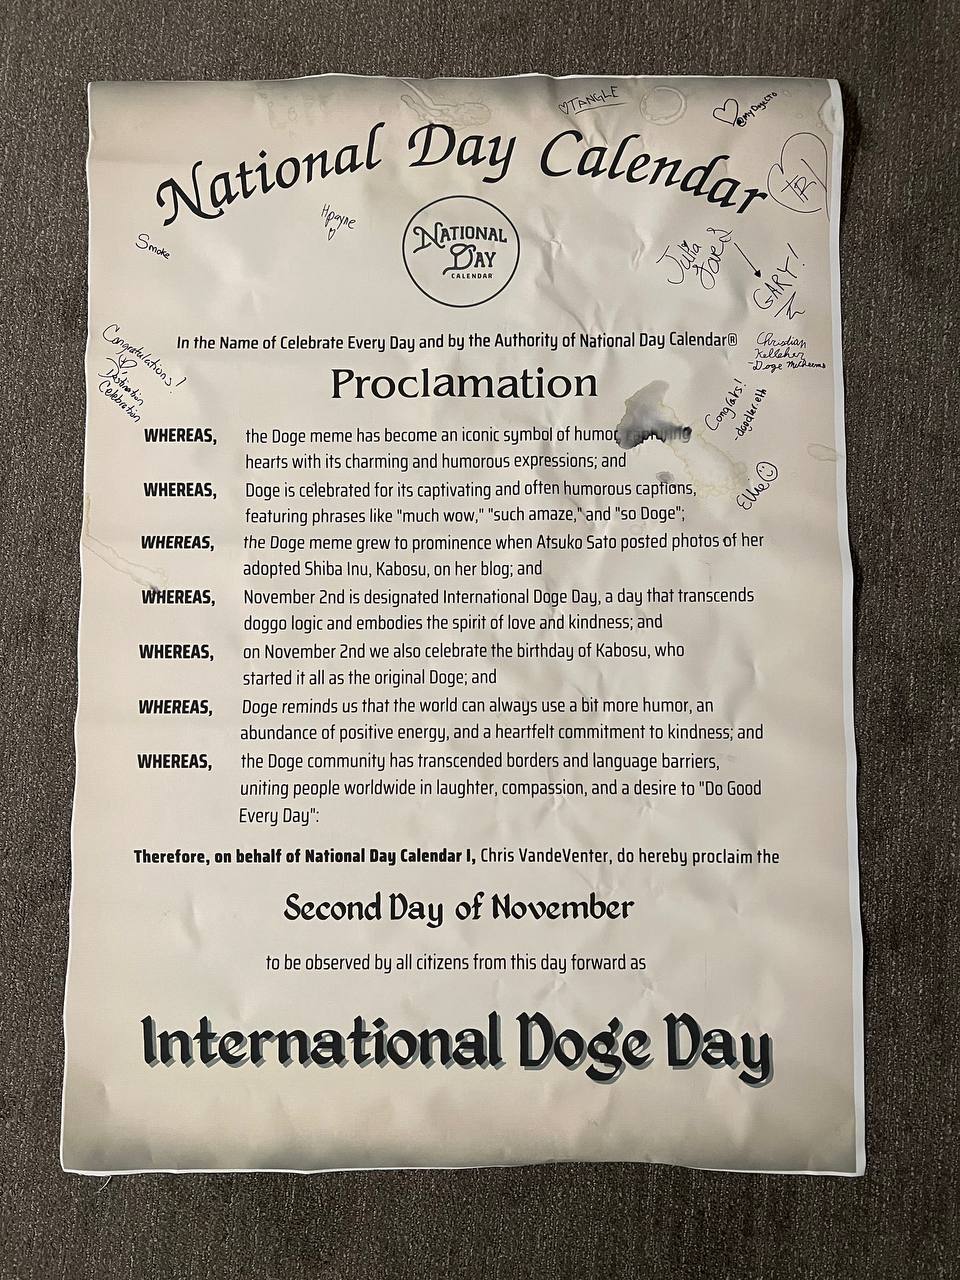 TANGLE
@MyDogeCTO
National Day Calendar
Hpayne
Smoke
NATIONAL
DAY
CALENDAR
Julia
Love
GARY!
Congratulations!
Destination
Celebration
In the Name of Celebrate Every Day and by the Authority of National Day Calendar®
Christian
Kelleher
-Doge
Proclamation
Congrats!
-doodler.eth
Ellie
WHEREAS, the Doge meme has become an iconic symbol of humor, capturing
hearts with its charming and humorous expressions; and
WHEREAS, Doge is celebrated for its captivating and often humorous captions,
featuring phrases like "much wow," "such amaze," and "so Doge";
WHEREAS, the Doge meme grew to prominence when Atsuko Sato posted photos of her
adopted Shiba Inu, Kabosu, on her blog; and
WHEREAS, November 2nd is designated International Doge Day, a day that transcends
doggo logic and embodies the spirit of love and kindness; and
WHEREAS, on November 2nd we also celebrate the birthday of Kabosu, who
started it all as the original Doge; and
WHEREAS, Doge reminds us that the world can always use a bit more humor, an
abundance of positive energy, and a heartfelt commitment to kindness; and
WHEREAS, the Doge community has transcended borders and language barriers,
uniting people worldwide in laughter, compassion, and a desire to "Do Good
Every Day":
Therefore, on behalf of National Day Calendar I, Chris VandeVenter, do hereby proclaim the
Second Day of November
to be observed by all citizens from this day forward as
International Doge Day